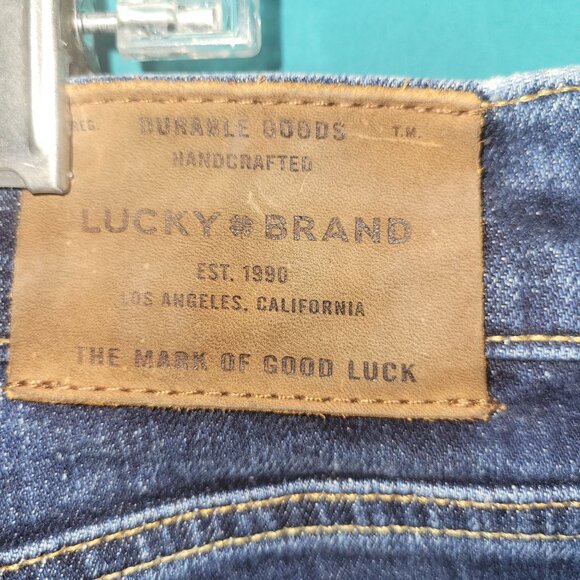 REG. DURABLE GOODS T.M.
HANDCRAFTED
LUCKY BRAND
EST. 1990
LOS ANGELES, CALIFORNIA
THE MARK OF GOOD LUCK